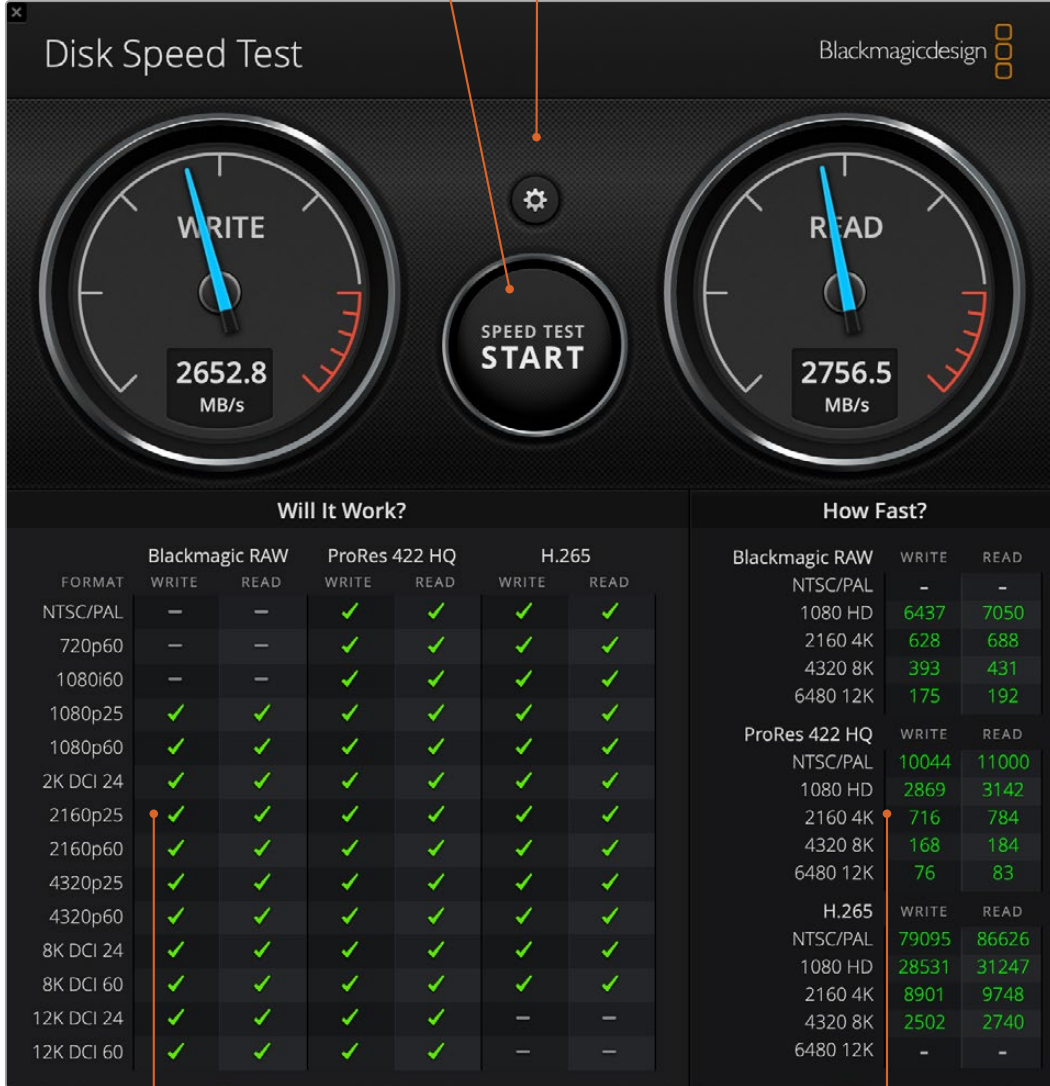 Disk Speed Test
Blackmagicdesign
WRITE
2652.8
MB/s
SPEED TEST
START
READ
2756.5
MB/s
Will It Work?
Blackmagic RAW ProRes 422 HQ H.265
FORMAT WRITE READ WRITE READ WRITE READ
NTSC/PAL – – ✓ ✓ ✓ ✓
720p60 – – ✓ ✓ ✓ ✓
1080i60 – – ✓ ✓ ✓ ✓
1080p25 ✓ ✓ ✓ ✓ ✓ ✓
1080p60 ✓ ✓ ✓ ✓ ✓ ✓
2K DCI 24 ✓ ✓ ✓ ✓ ✓ ✓
2160p25 ✓ ✓ ✓ ✓ ✓ ✓
2160p60 ✓ ✓ ✓ ✓ ✓ ✓
4320p25 ✓ ✓ ✓ ✓ ✓ ✓
4320p60 ✓ ✓ ✓ ✓ ✓ ✓
8K DCI 24 ✓ ✓ ✓ ✓ ✓ ✓
8K DCI 60 ✓ ✓ ✓ ✓ ✓ ✓
12K DCI 24 ✓ ✓ ✓ ✓ – –
12K DCI 60 ✓ ✓ ✓ ✓ – –
How Fast?
Blackmagic RAW WRITE READ
NTSC/PAL - -
1080 HD 6437 7050
2160 4K 628 688
4320 8K 393 431
6480 12K 175 192
ProRes 422 HQ WRITE READ
NTSC/PAL 10044 11000
1080 HD 2869 3142
2160 4K 716 784
4320 8K 168 184
6480 12K 76 83
H.265 WRITE READ
NTSC/PAL 79095 86626
1080 HD 28531 31247
2160 4K 8901 9748
4320 8K 2502 2740
6480 12K - -